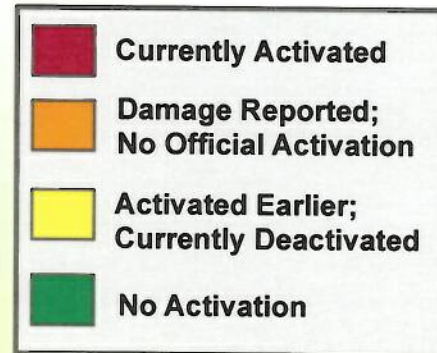 Currently Activated
Damage Reported;
No Official Activation
Activated Earlier;
Currently Deactivated
No Activation